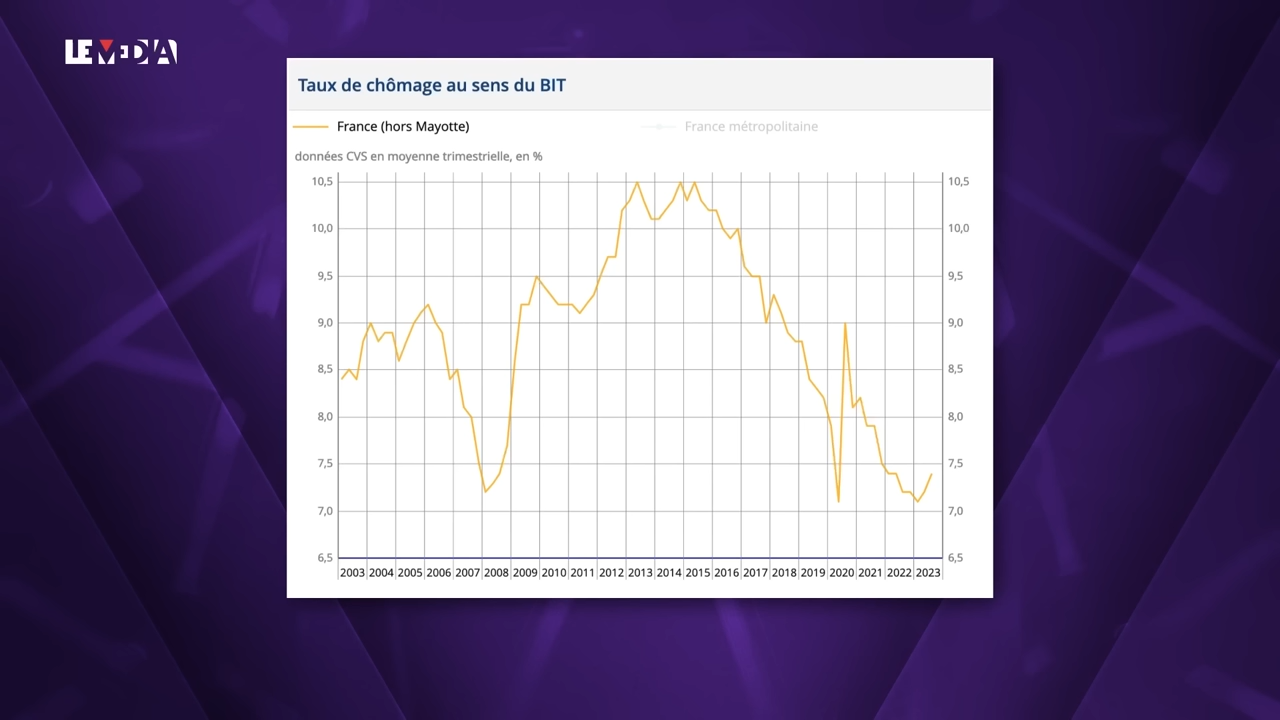 LEMEDIA
Taux de chômage au sens du BIT
France (hors Mayotte)
France métropolitaine
données CVS en moyenne trimestrielle, en %
10,5 10,5
10,0 10,0
9,5 9,5
9,0 9,0
8,5 8,5
8,0 8,0
7,5 7,5
7,0 7,0
6,5 6,5
2003 2004 2005 2006 2007 2008 2009 2010 2011 2012 2013 2014 2015 2016 2017 2018 2019 2020 2021 2022 2023